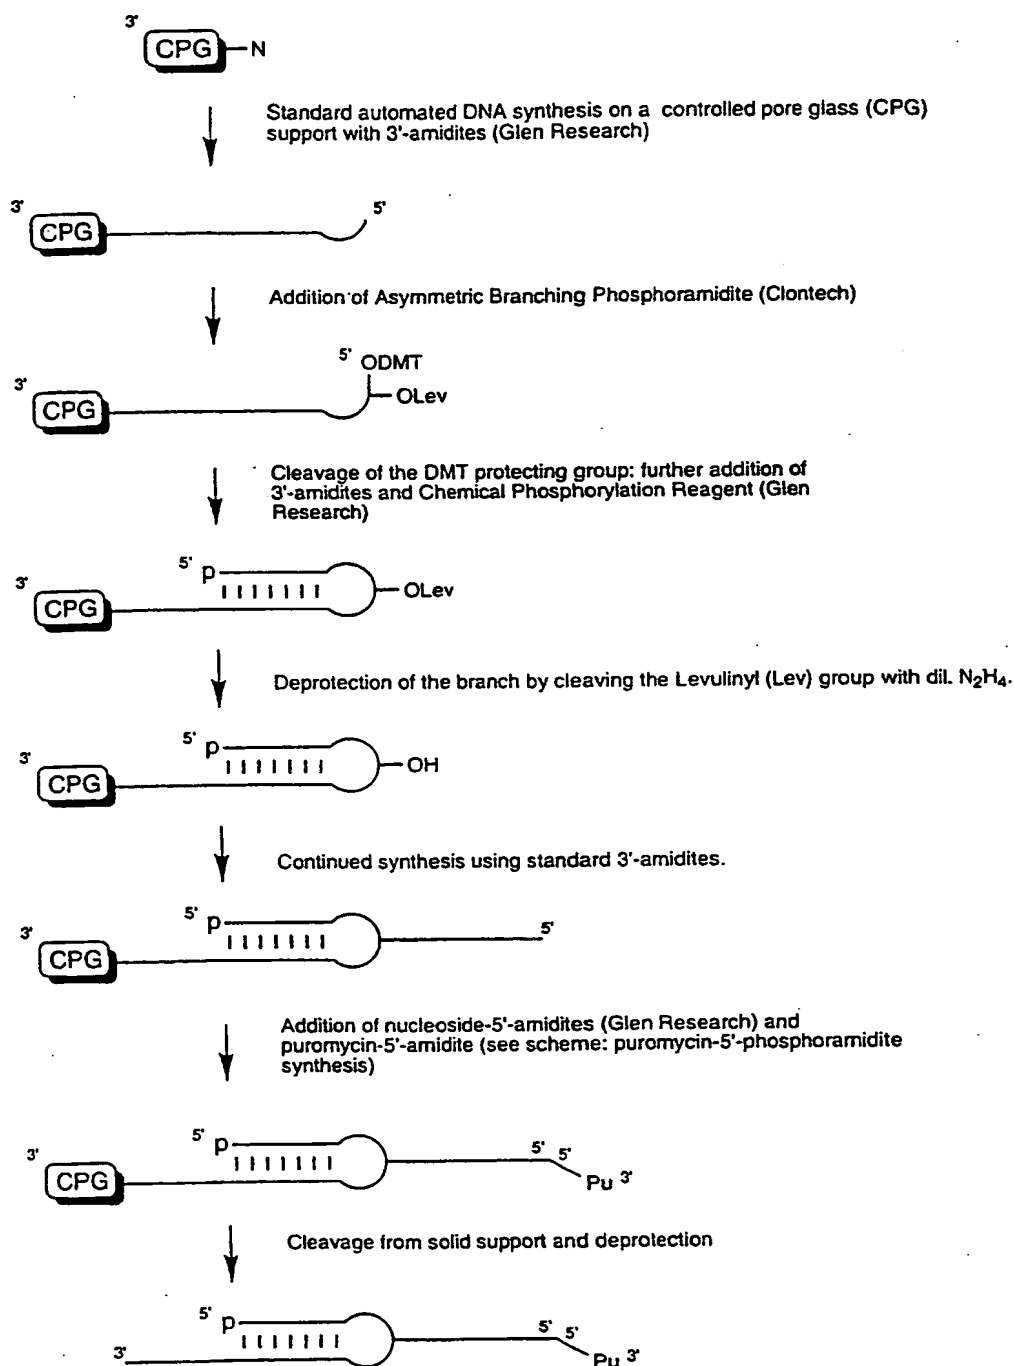 3'
CPG N
Standard automated DNA synthesis on a controlled pore glass (CPG)
support with 3'-amidites (Glen Research)
3' 5'
CPG
Addition of Asymmetric Branching Phosphoramidite (Clontech)
5' ODMT
3' OLev
CPG
Cleavage of the DMT protecting group: further addition of
3'-amidites and Chemical Phosphorylation Reagent (Glen
Research)
5' p
3' OLev
CPG
Deprotection of the branch by cleaving the Levulinyl (Lev) group with dil. N₂H₄.
5' p
3' OH
CPG
Continued synthesis using standard 3'-amidites.
5' p 5'
3'
CPG
Addition of nucleoside-5'-amidites (Glen Research) and
puromycin-5'-amidite (see scheme: puromycin-5'-phosphoramidite
synthesis)
5' p 5' 5'
3' Pu 3'
CPG
Cleavage from solid support and deprotection
5' p 5' 5'
3' Pu 3'